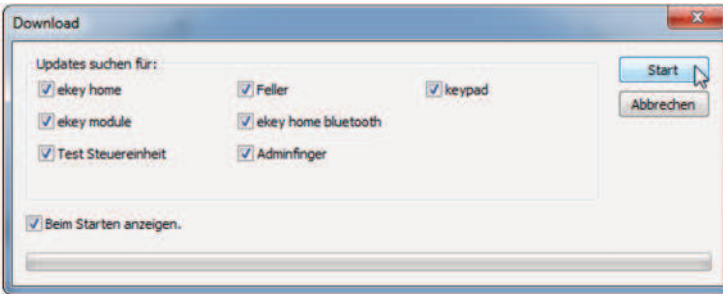 Download
Updates suchen für:
ekey home
Feller
keypad
Start
ekey module
ekey home bluetooth
Abbrechen
Test Steuereinheit
Adminfinger
Beim Starten anzeigen.